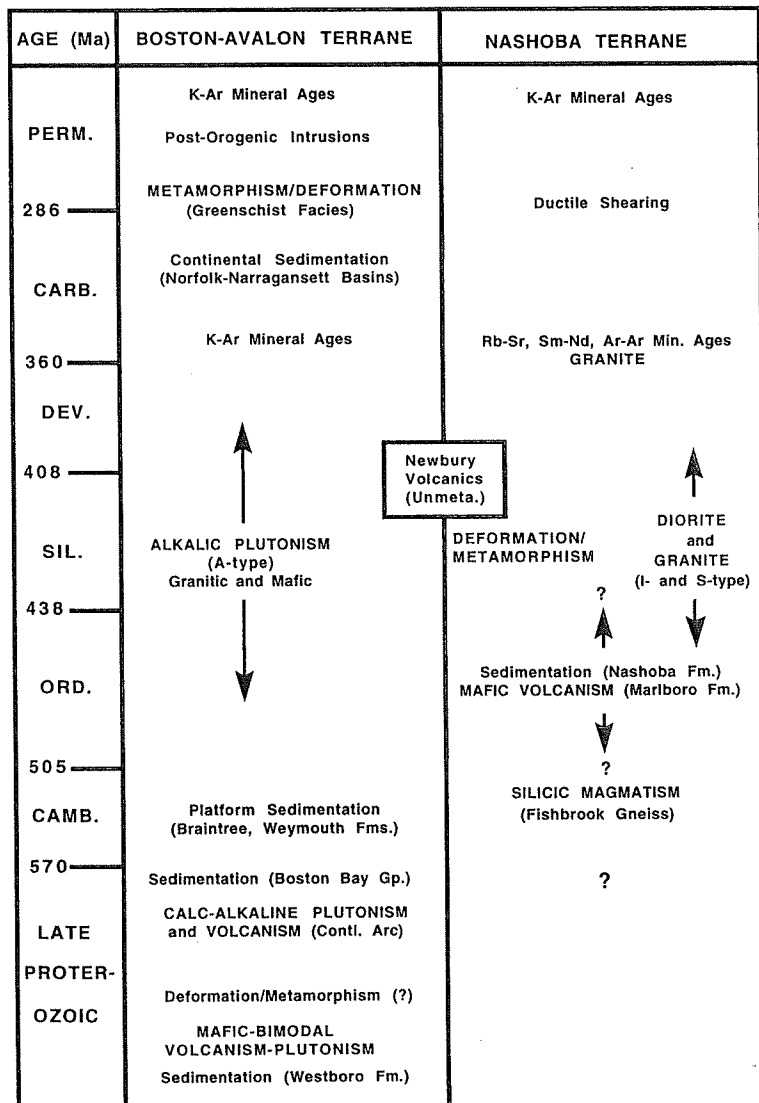 AGE (Ma)
BOSTON-AVALON TERRANE
NASHOBA TERRANE
K-Ar Mineral Ages
K-Ar Mineral Ages
PERM.
Post-Orogenic Intrusions
METAMORPHISM/DEFORMATION
(Greenschist Facies)
286
Ductile Shearing
Continental Sedimentation
(Norfolk-Narragansett Basins)
CARB.
K-Ar Mineral Ages
Rb-Sr, Sm-Nd, Ar-Ar Min. Ages
GRANITE
360
DEV.
Newbury
Volcanics
(Unmeta.)
408
SIL.
ALKALIC PLUTONISM
(A-type)
Granitic and Mafic
DEFORMATION/
METAMORPHISM
DIORITE
and
GRANITE
(I- and S-type)
?
438
ORD.
Sedimentation (Nashoba Fm.)
MAFIC VOLCANISM (Marlboro Fm.)
505
?
SILICIC MAGMATISM
(Fishbrook Gneiss)
CAMB.
Platform Sedimentation
(Braintree, Weymouth Fms.)
570
Sedimentation (Boston Bay Gp.)
?
CALC-ALKALINE PLUTONISM
and VOLCANISM (Contl. Arc)
LATE
PROTER-
OZOIC
Deformation/Metamorphism (?)
MAFIC-BIMODAL
VOLCANISM-PLUTONISM
Sedimentation (Westboro Fm.)